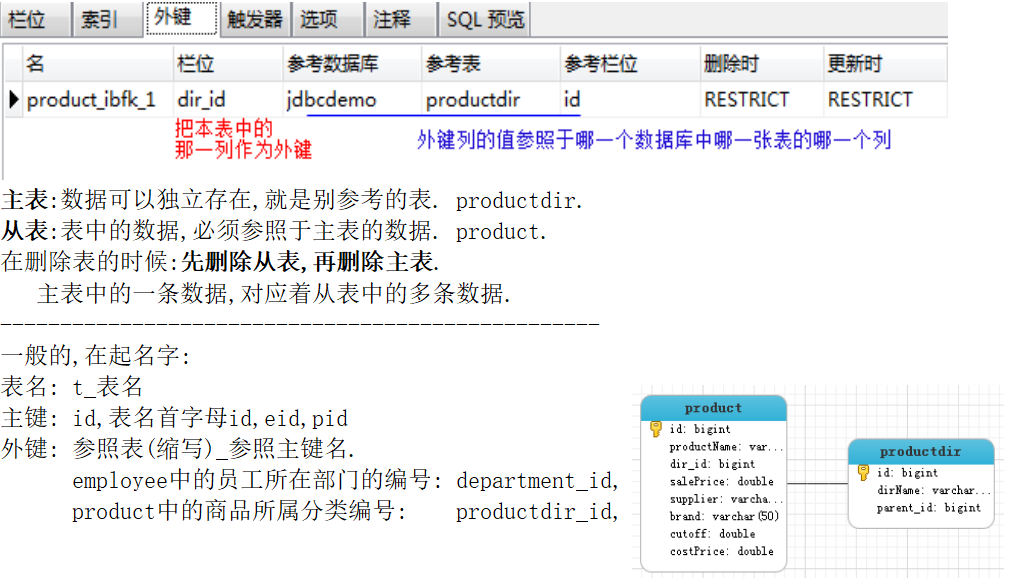 栏位 索引 外键 触发器 选项 注释 SQL 预览
名 栏位 参考数据库 参考表 参考栏位 删除时 更新时
product_ibfk_1 dir_id jdbcdemo productdir id RESTRICT RESTRICT
把本表中的
那一列作为外键
外键列的值参照于哪一个数据库中哪一张表的哪一个列
主表:数据可以独立存在,就是别参考的表. productdir.
从表:表中的数据,必须参照于主表的数据. product.
在删除表的时候:先删除从表,再删除主表.
主表中的一条数据,对应着从表中的多条数据.
--------------------------------------------------
一般的,在起名字:
表名: t_表名
主键: id,表名首字母id,eid,pid
外键: 参照表(缩写)_参照主键名.
employee中的员工所在部门的编号: department_id,
product中的商品所属分类编号: productdir_id,
product
id: bigint
productName: var...
dir_id: bigint
salePrice: double
supplier: varcha...
brand: varchar(50)
cutoff: double
costPrice: double
productdir
id: bigint
dirName: varchar...
parent_id: bigint